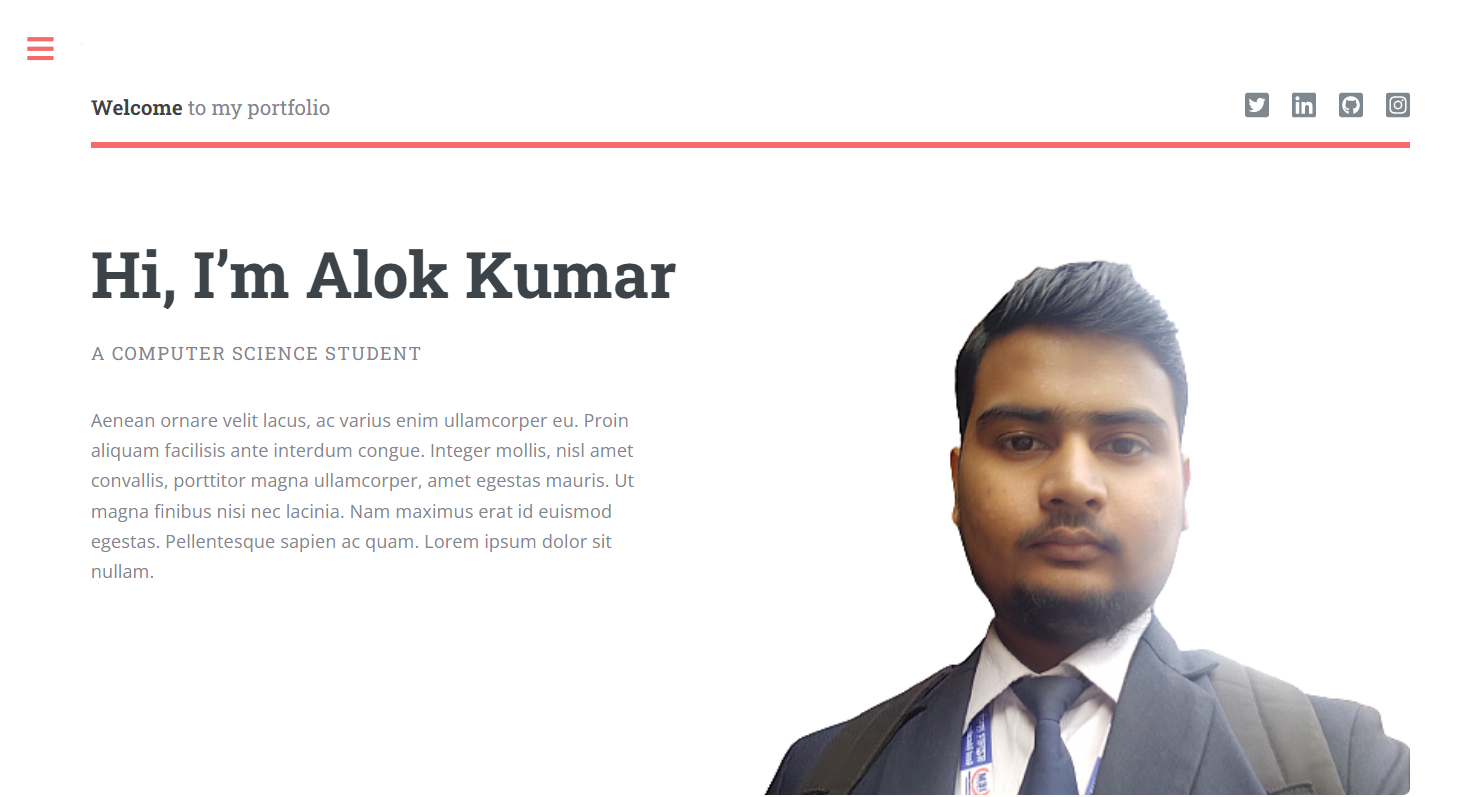 Welcome to my portfolio
Hi, I’m Alok Kumar
A COMPUTER SCIENCE STUDENT
Aenean ornare velit lacus, ac varius enim ullamcorper eu. Proin
aliquam facilisis ante interdum congue. Integer mollis, nisl amet
convallis, porttitor magna ullamcorper, amet egestas mauris. Ut
magna finibus nisi nec lacinia. Nam maximus erat id euismod
egestas. Pellentesque sapien ac quam. Lorem ipsum dolor sit
nullam.